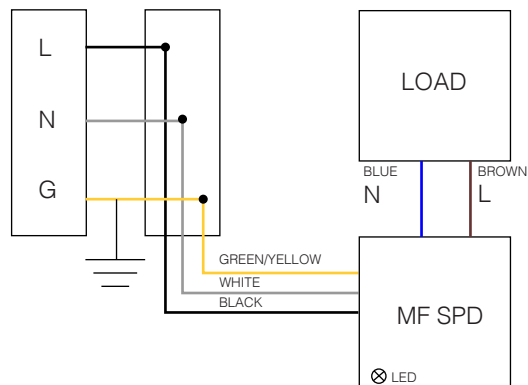 L
N
G
LOAD
BLUE
N
BROWN
L
GREEN/YELLOW
WHITE
BLACK
MF SPD
LED